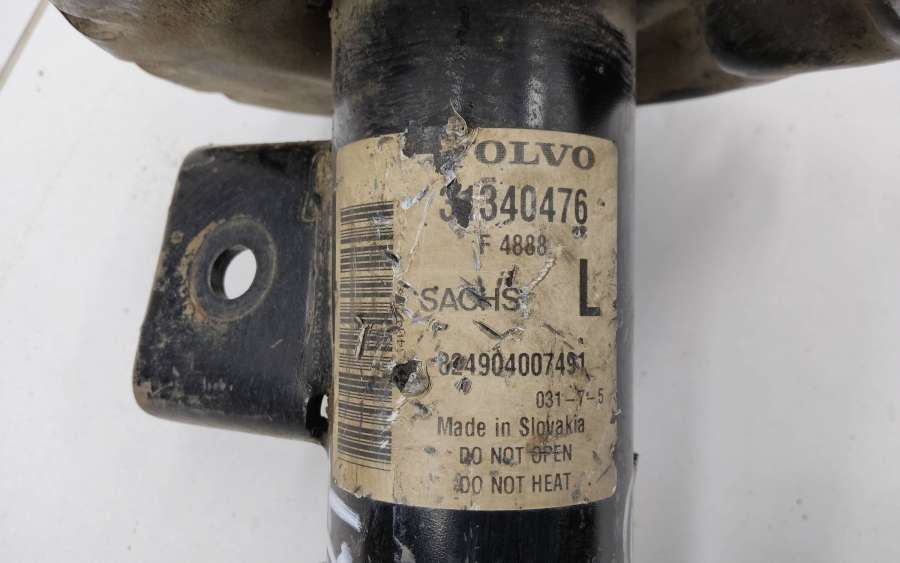 VOLVO
31340476
F 4888
SACHS L
824904007491
031-7-5
Made in Slovakia
DO NOT OPEN
DO NOT HEAT